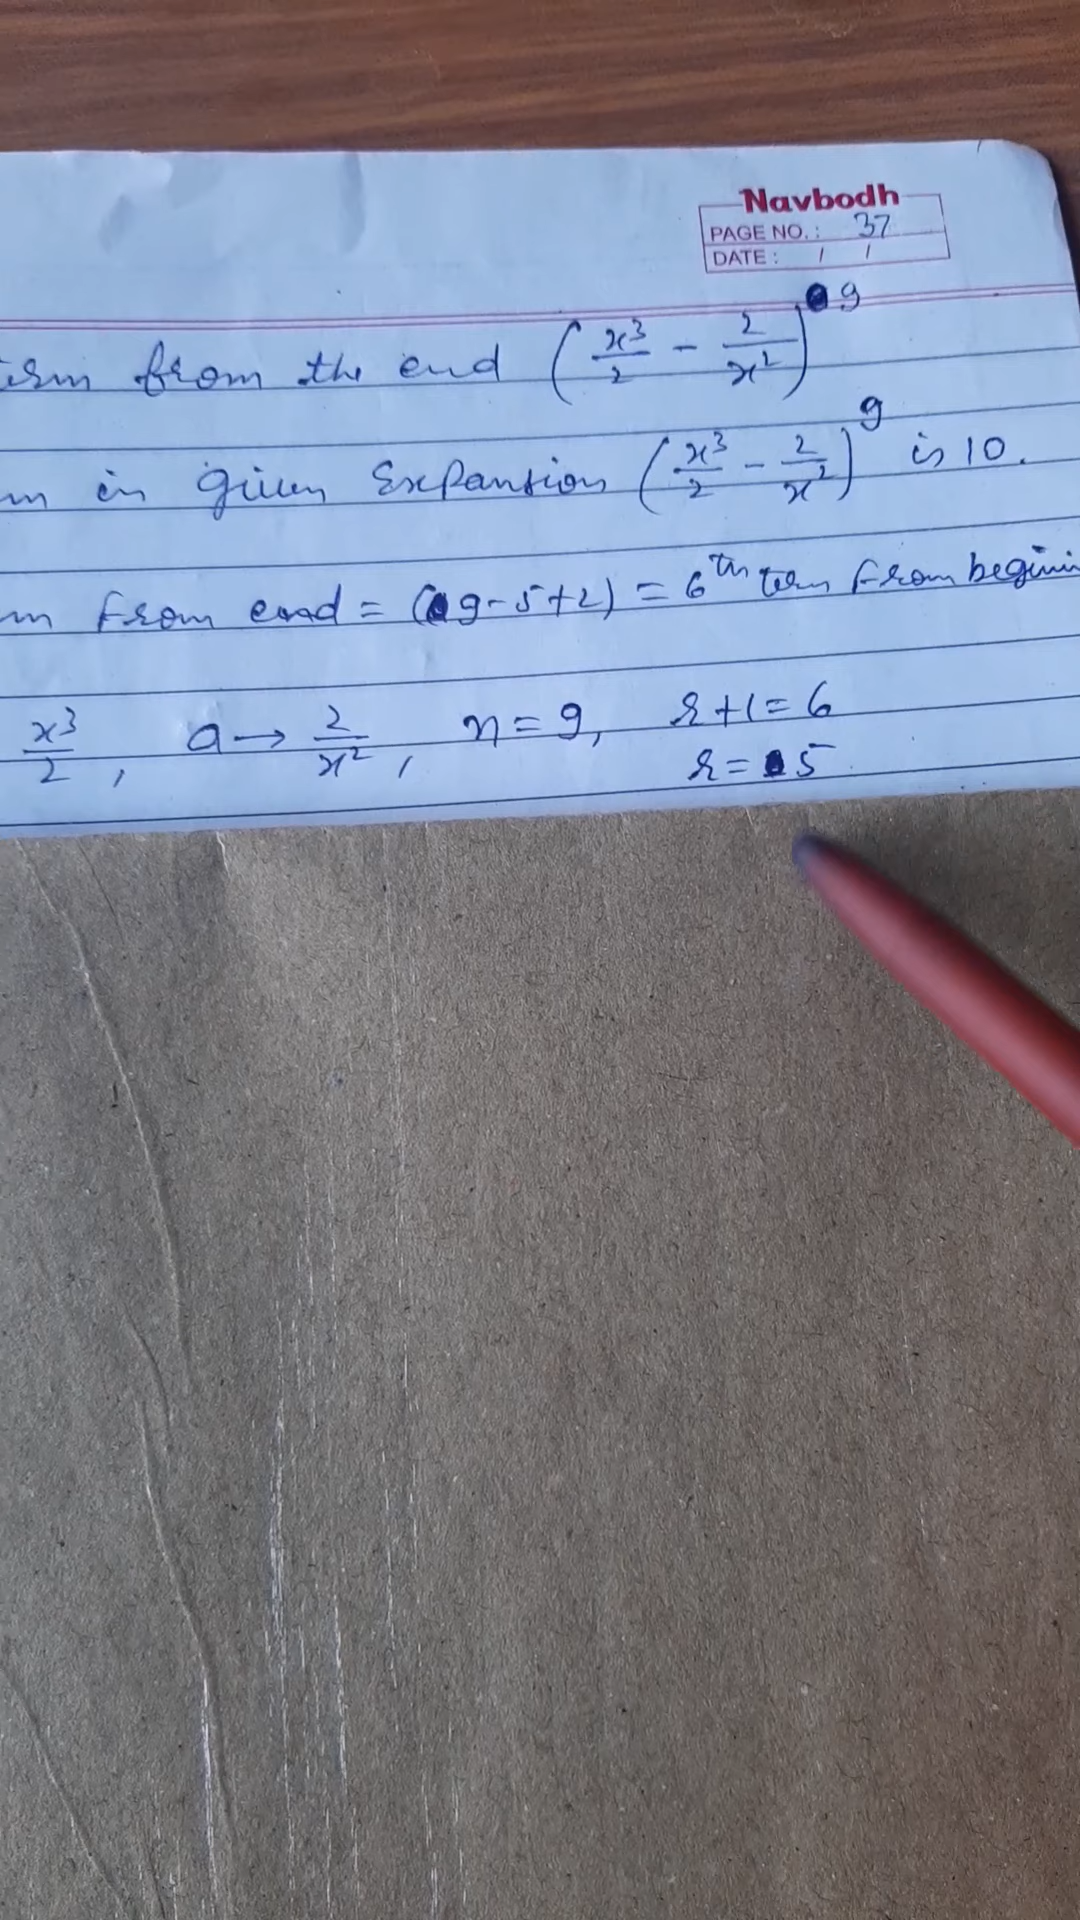 Navbodh
PAGE NO.: 37
DATE: / /
from the end (x³/2 - 2/x²)⁹
in given Expansion (x³/2 - 2/x²)⁹ is 10.
from end = (9-5+2) = 6th term from
x³/2, a → 2/x², n = 9, r+1 = 6
r = 5